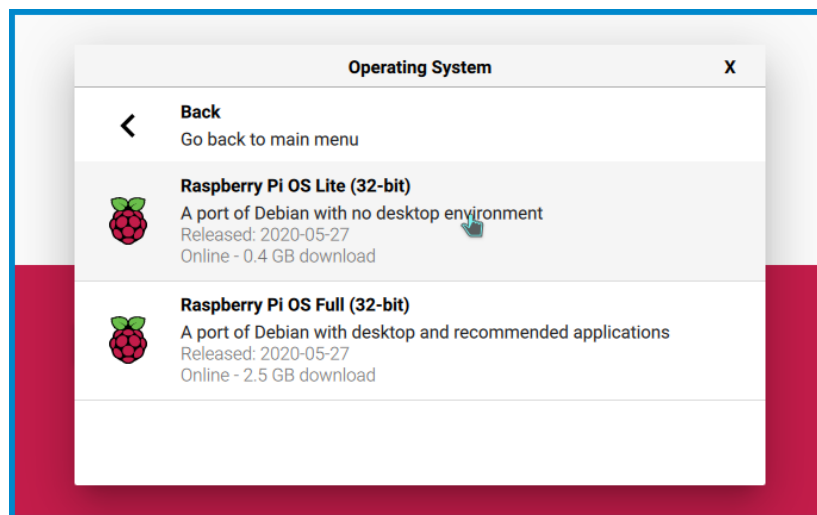 Operating System X
Back
Go back to main menu
Raspberry Pi OS Lite (32-bit)
A port of Debian with no desktop environment
Released: 2020-05-27
Online - 0.4 GB download
Raspberry Pi OS Full (32-bit)
A port of Debian with desktop and recommended applications
Released: 2020-05-27
Online - 2.5 GB download